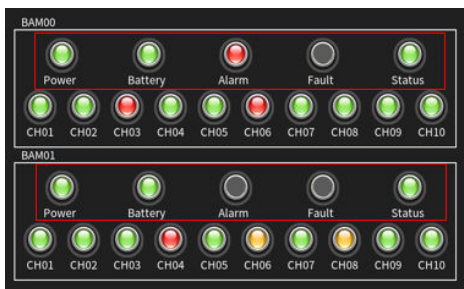 BAM00
Power Battery Alarm Fault Status
CH01 CH02 CH03 CH04 CH05 CH06 CH07 CH08 CH09 CH10
BAM01
Power Battery Alarm Fault Status
CH01 CH02 CH03 CH04 CH05 CH06 CH07 CH08 CH09 CH10